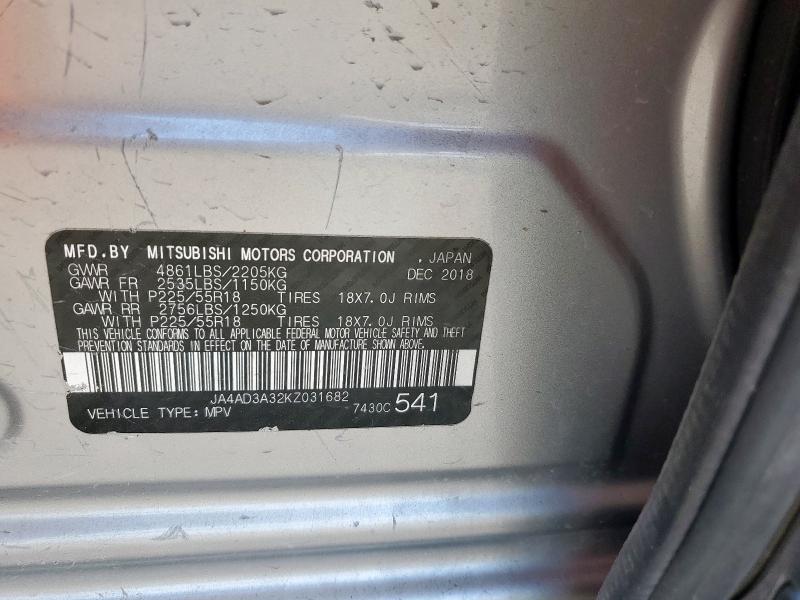 MFD.BY MITSUBISHI MOTORS CORPORATION , JAPAN
GVWR 4861LBS/2205KG DEC 2018
GAWR FR 2535LBS/1150KG
WITH P225/55R18 TIRES 18X7.0J RIMS
GAWR RR 2756LBS/1250KG
WITH P225/55R18 TIRES 18X7.0J RIMS
THIS VEHICLE CONFORMS TO ALL APPLICABLE FEDERAL MOTOR VEHICLE SAFETY AND THEFT
PREVENTION STANDARDS IN EFFECT ON THE DATE OF MANUFACTURE SHOWN ABOVE.
JA4AD3A32KZ031682
VEHICLE TYPE: MPV 7430C 541